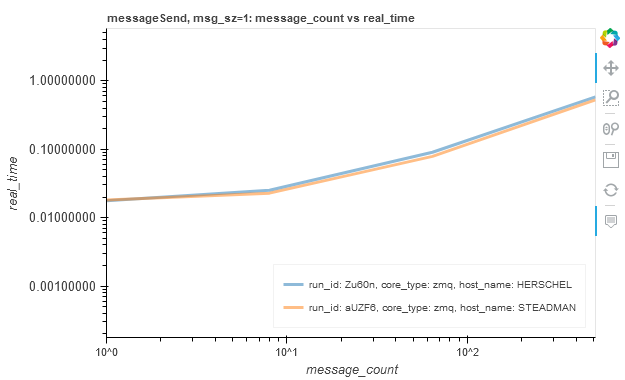 messageSend, msg_sz=1: message_count vs real_time
1.00000000
0.10000000
0.01000000
0.00100000
real_time
run_id: Zu60n, core_type: zmq, host_name: HERSCHEL
run_id: aUZF6, core_type: zmq, host_name: STEADMAN
10^0
10^1
10^2
message_count